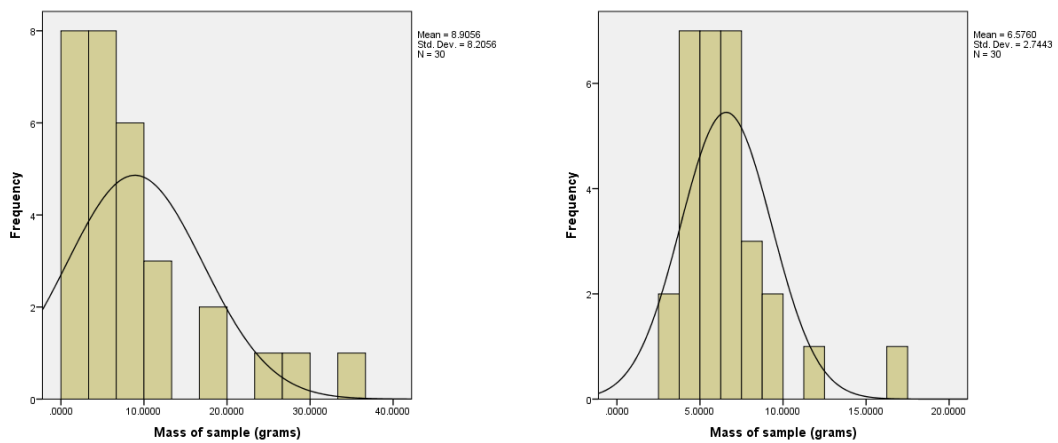 Mean = 8.9056
Std. Dev. = 8.2056
N = 30
8
6
4
2
0
Frequency
.0000
10.0000
20.0000
30.0000
40.0000
Mass of sample (grams)
Mean = 6.5760
Std. Dev. = 2.7443
N = 30
6
4
2
0
Frequency
.0000
5.0000
10.0000
15.0000
20.0000
Mass of sample (grams)